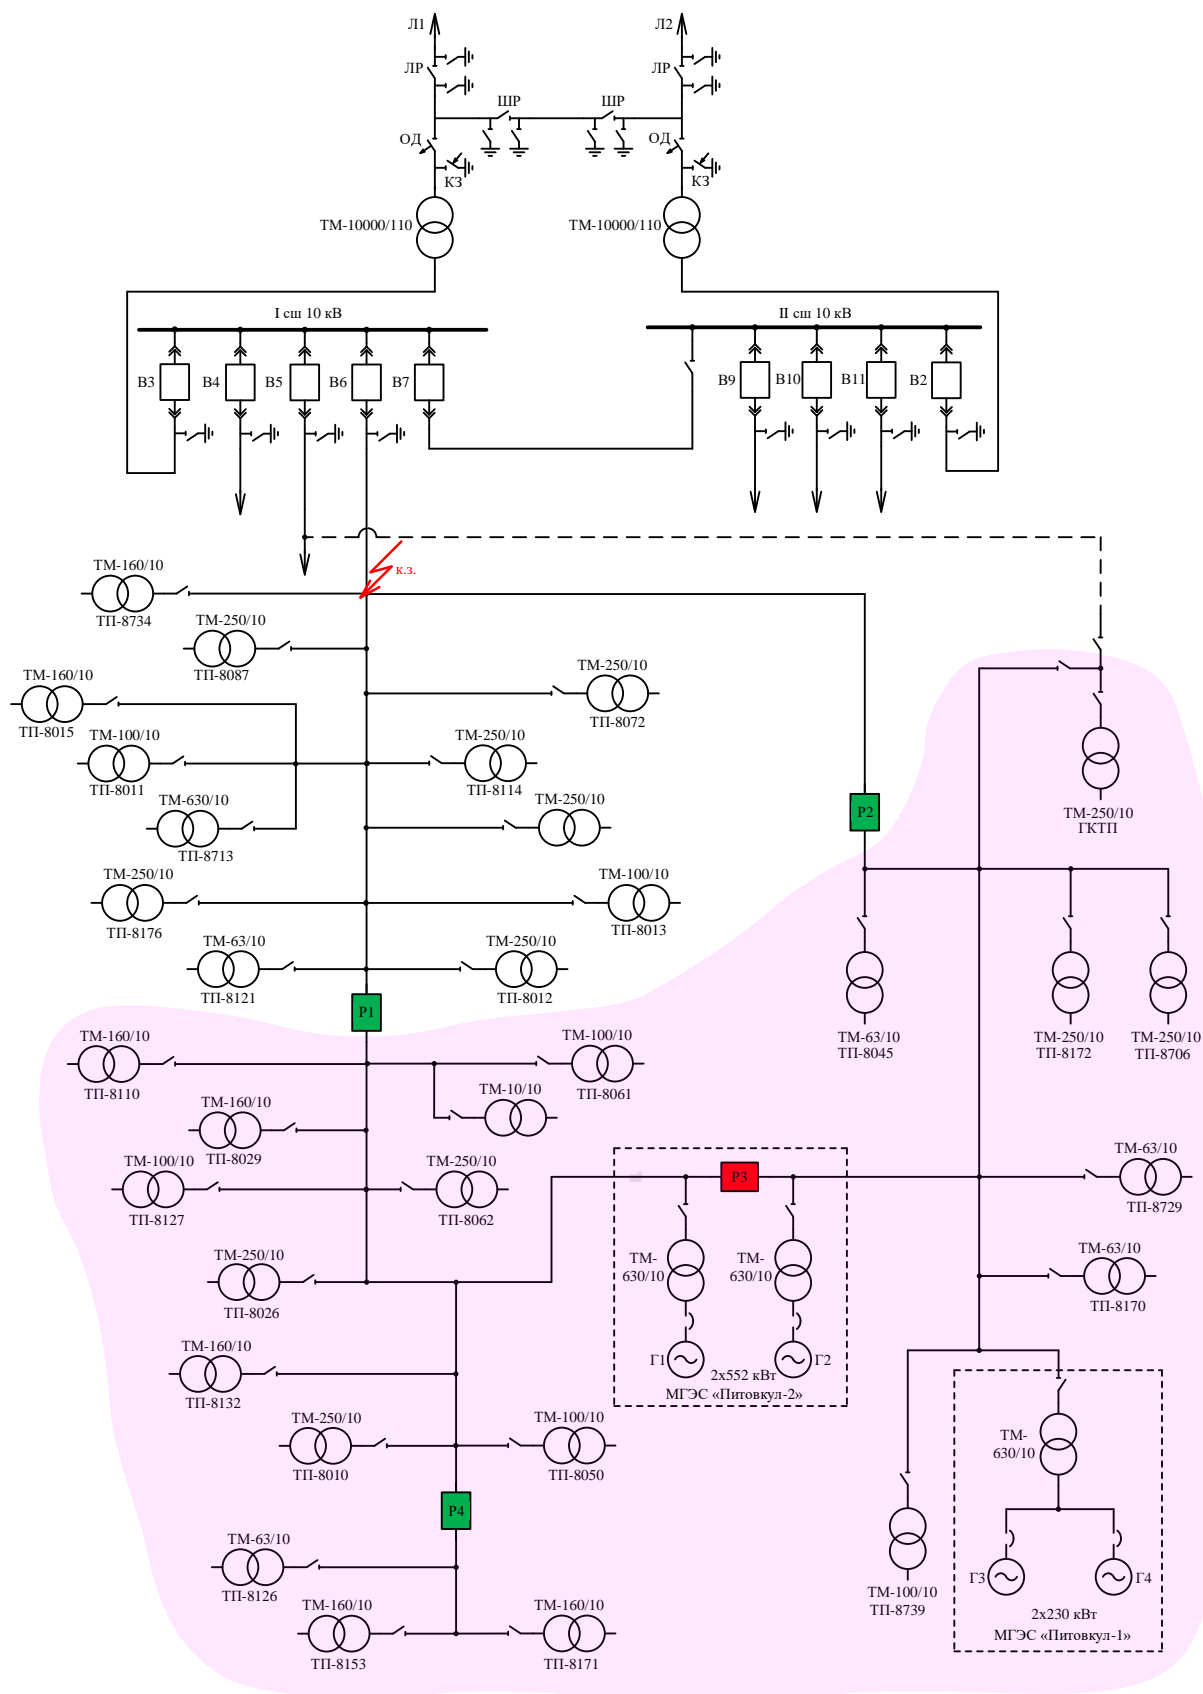 Л1
Л2
ЛР
ЛР
ШР
ШР
ОД
ОД
КЗ
КЗ
ТМ-10000/110
ТМ-10000/110
I сш 10 кВ
II сш 10 кВ
В3
В4
В5
В6
В7
В9
В10
В11
В2
к.з.
ТМ-160/10
ТП-8734
ТМ-250/10
ТП-8087
ТМ-160/10
ТП-8015
ТМ-250/10
ТП-8072
ТМ-100/10
ТП-8011
ТМ-250/10
ТП-8114
ТМ-630/10
ТП-8713
ТМ-250/10
Р2
ТМ-250/10
ГКТП
ТМ-250/10
ТП-8176
ТМ-100/10
ТП-8013
ТМ-63/10
ТП-8121
ТМ-250/10
ТП-8012
Р1
ТМ-63/10
ТП-8045
ТМ-250/10
ТП-8172
ТМ-250/10
ТП-8706
ТМ-160/10
ТП-8110
ТМ-100/10
ТП-8061
ТМ-10/10
ТМ-160/10
ТП-8029
ТМ-100/10
ТП-8127
ТМ-250/10
ТП-8062
Р3
ТМ-63/10
ТП-8729
ТМ-250/10
ТП-8026
ТМ-
630/10
ТМ-
630/10
ТМ-63/10
ТП-8170
Г1
Г2
2х552 кВт
МГЭС «Питовкул-2»
ТМ-160/10
ТП-8132
ТМ-250/10
ТП-8010
ТМ-100/10
ТП-8050
ТМ-
630/10
Р4
ТМ-63/10
ТП-8126
ТМ-100/10
ТП-8739
Г3
Г4
2х230 кВт
МГЭС «Питовкул-1»
ТМ-160/10
ТП-8153
ТМ-160/10
ТП-8171